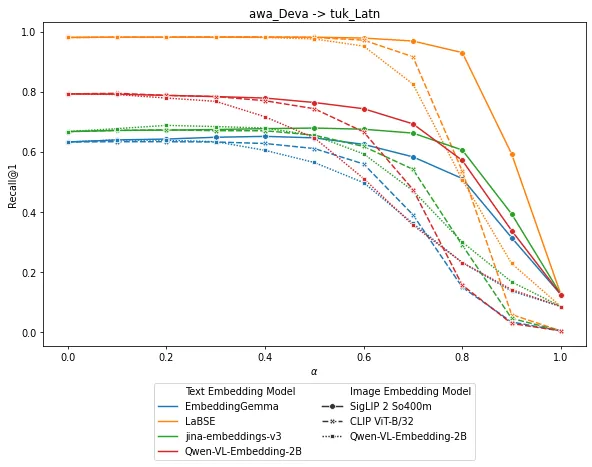 awa_Deva -> tuk_Latn
Recall@1
1.0
0.8
0.6
0.4
0.2
0.0
0.0 0.2 0.4 0.6 0.8 1.0
α
Text Embedding Model
EmbeddingGemma
LaBSE
jina-embeddings-v3
Qwen-VL-Embedding-2B
Image Embedding Model
SigLIP 2 So400m
CLIP ViT-B/32
Qwen-VL-Embedding-2B